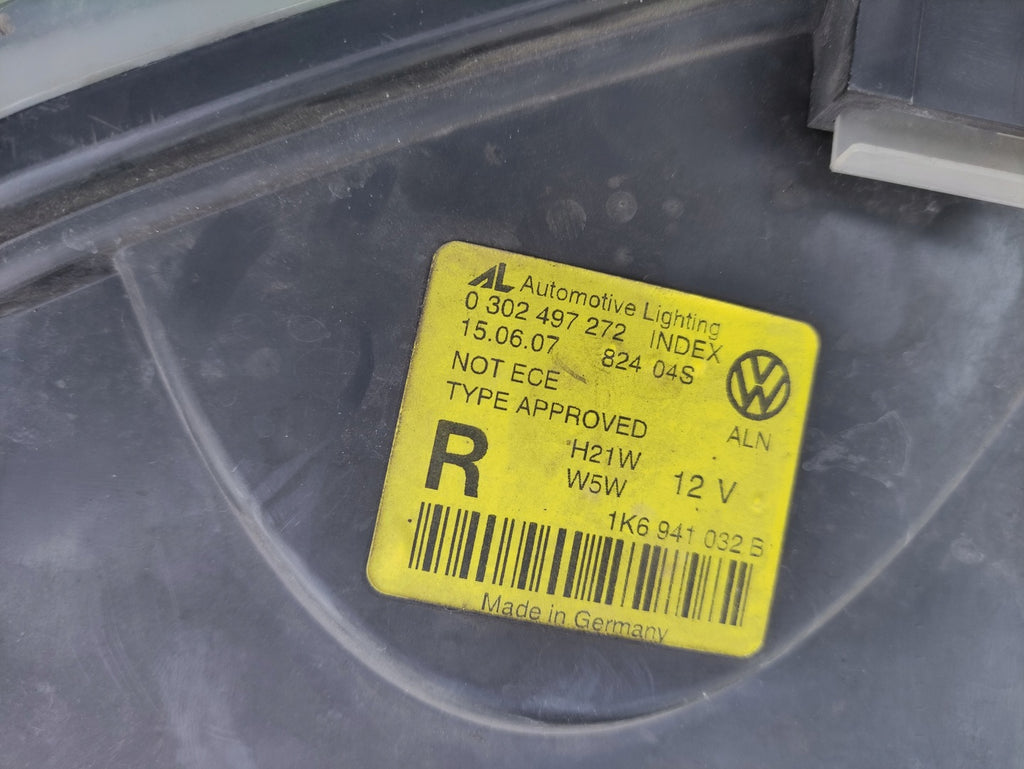 AL Automotive Lighting
0 302 497 272 INDEX
15.06.07 824 04S
NOT ECE
TYPE APPROVED
ALN
R
H21W
W5W 12 V
1K6 941 032 B
Made in Germany